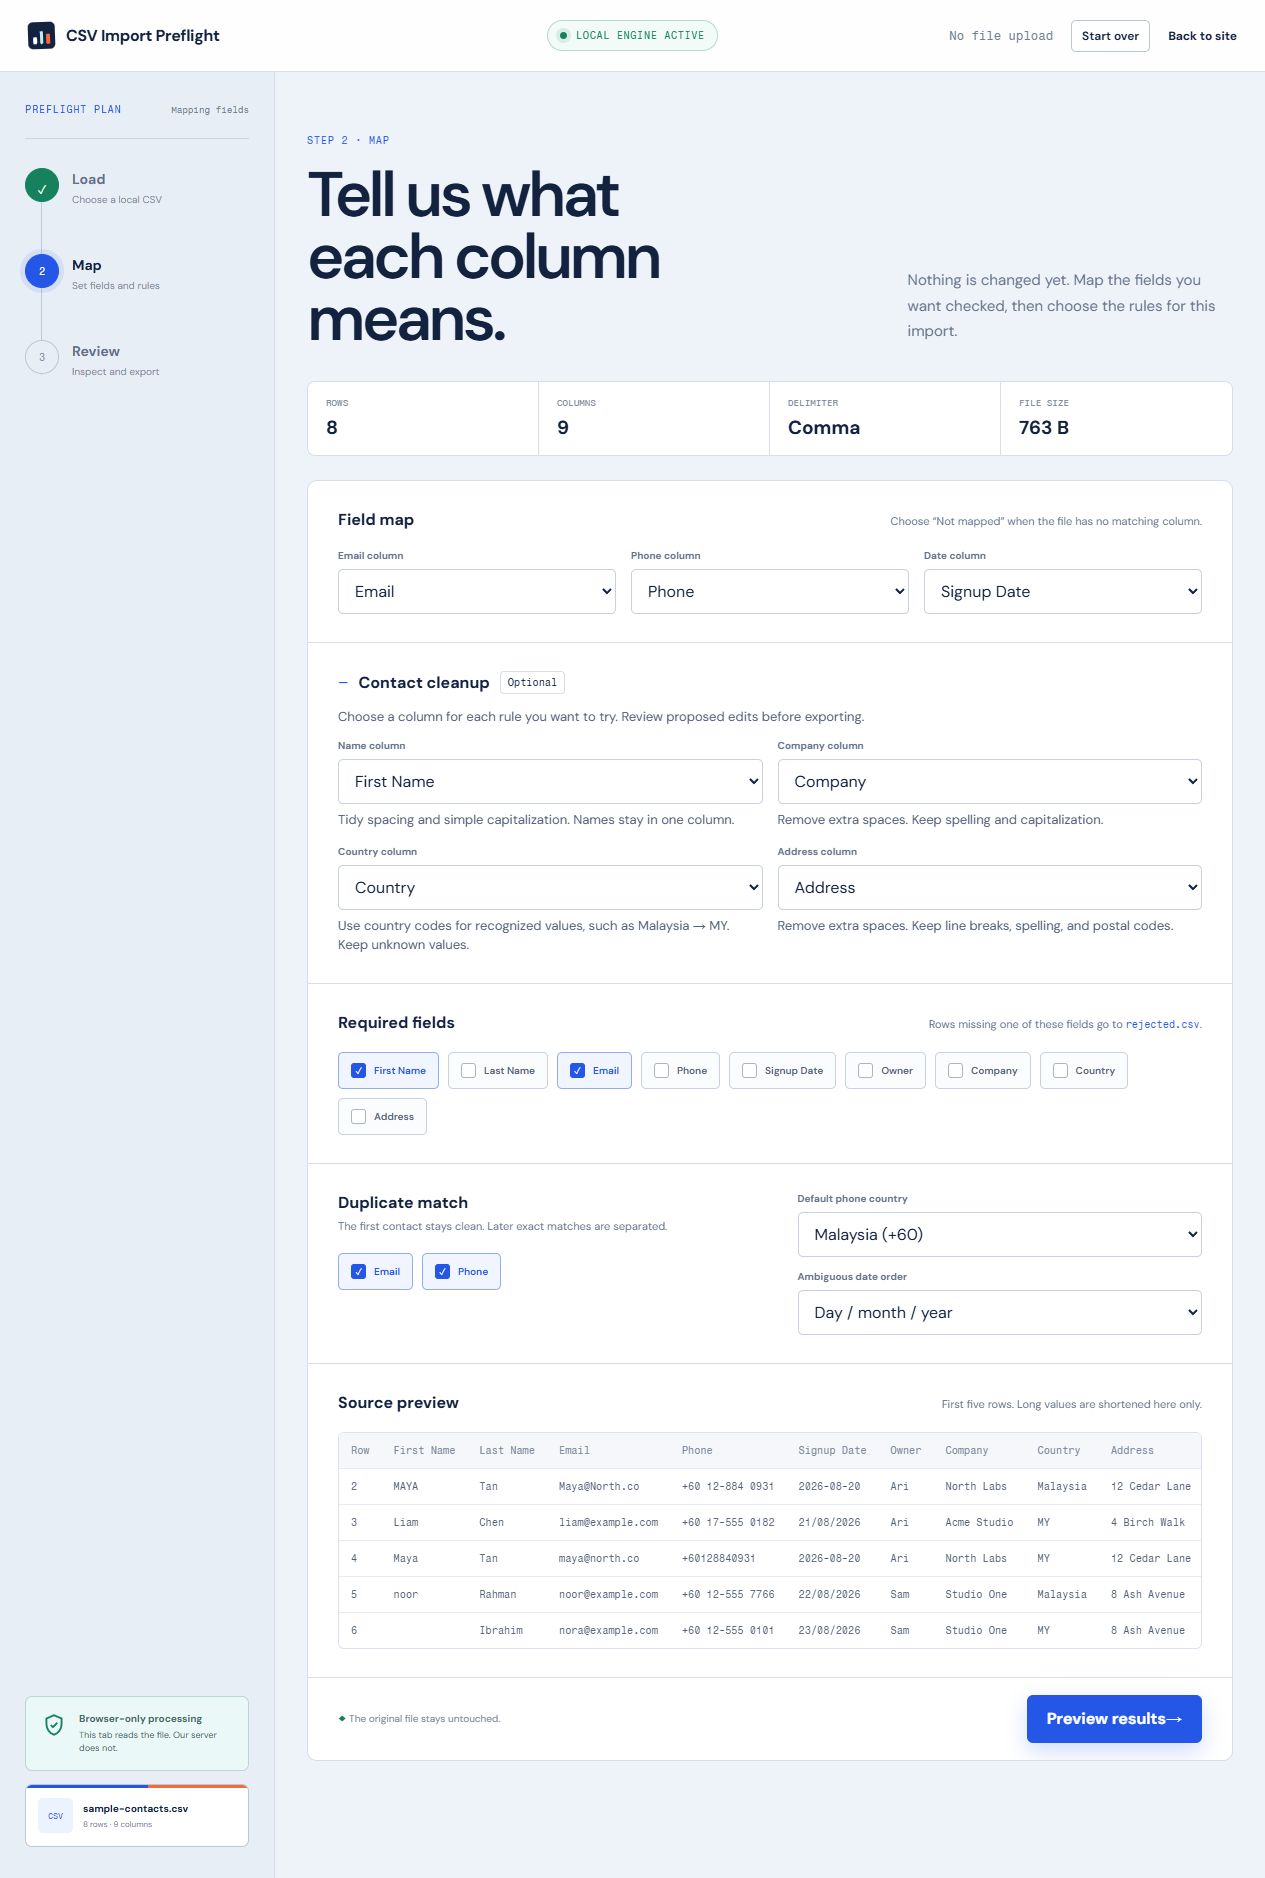 CSV Import Preflight
LOCAL ENGINE ACTIVE
No file upload
Start over
Back to site
PREFLIGHT PLAN
Mapping fields
✓
Load
Choose a local CSV
2
Map
Set fields and rules
3
Review
Inspect and export
Browser-only processing
This tab reads the file. Our server
does not.
CSV
sample-contacts.csv
8 rows · 9 columns
STEP 2 · MAP
Tell us what
each column
means.
Nothing is changed yet. Map the fields you
want checked, then choose the rules for this
import.
ROWS
8
COLUMNS
9
DELIMITER
Comma
FILE SIZE
763 B
Field map
Choose “Not mapped” when the file has no matching column.
Email column
Email
Phone column
Phone
Date column
Signup Date
– Contact cleanup Optional
Choose a column for each rule you want to try. Review proposed edits before exporting.
Name column
First Name
Tidy spacing and simple capitalization. Names stay in one column.
Company column
Company
Remove extra spaces. Keep spelling and capitalization.
Country column
Country
Use country codes for recognized values, such as Malaysia → MY.
Keep unknown values.
Address column
Address
Remove extra spaces. Keep line breaks, spelling, and postal codes.
Required fields
Rows missing one of these fields go to rejected.csv.
✓ First Name Last Name ✓ Email Phone Signup Date Owner Company Country
Address
Duplicate match
The first contact stays clean. Later exact matches are separated.
✓ Email ✓ Phone
Default phone country
Malaysia (+60)
Ambiguous date order
Day / month / year
Source preview
First five rows. Long values are shortened here only.
Row First Name Last Name Email Phone Signup Date Owner Company Country Address
2 MAYA Tan Maya@North.co +60 12-884 0931 2026-08-20 Ari North Labs Malaysia 12 Cedar Lane
3 Liam Chen liam@example.com +60 17-555 0182 21/08/2026 Ari Acme Studio MY 4 Birch Walk
4 Maya Tan maya@north.co +60128840931 2026-08-20 Ari North Labs MY 12 Cedar Lane
5 noor Rahman noor@example.com +60 12-555 7766 22/08/2026 Sam Studio One Malaysia 8 Ash Avenue
6 Ibrahim nora@example.com +60 12-555 0101 23/08/2026 Sam Studio One MY 8 Ash Avenue
◆ The original file stays untouched.
Preview results→